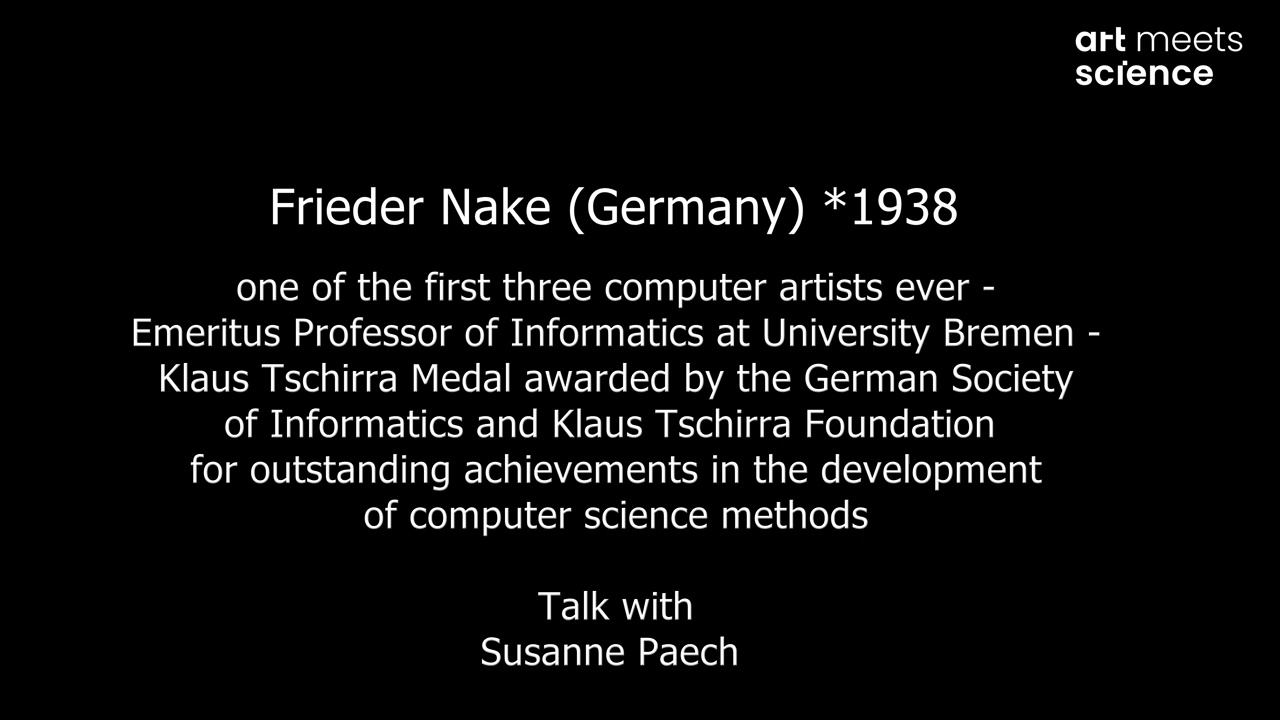 art meets
science
Frieder Nake (Germany) *1938
one of the first three computer artists ever -
Emeritus Professor of Informatics at University Bremen -
Klaus Tschirra Medal awarded by the German Society
of Informatics and Klaus Tschirra Foundation
for outstanding achievements in the development
of computer science methods
Talk with
Susanne Paech